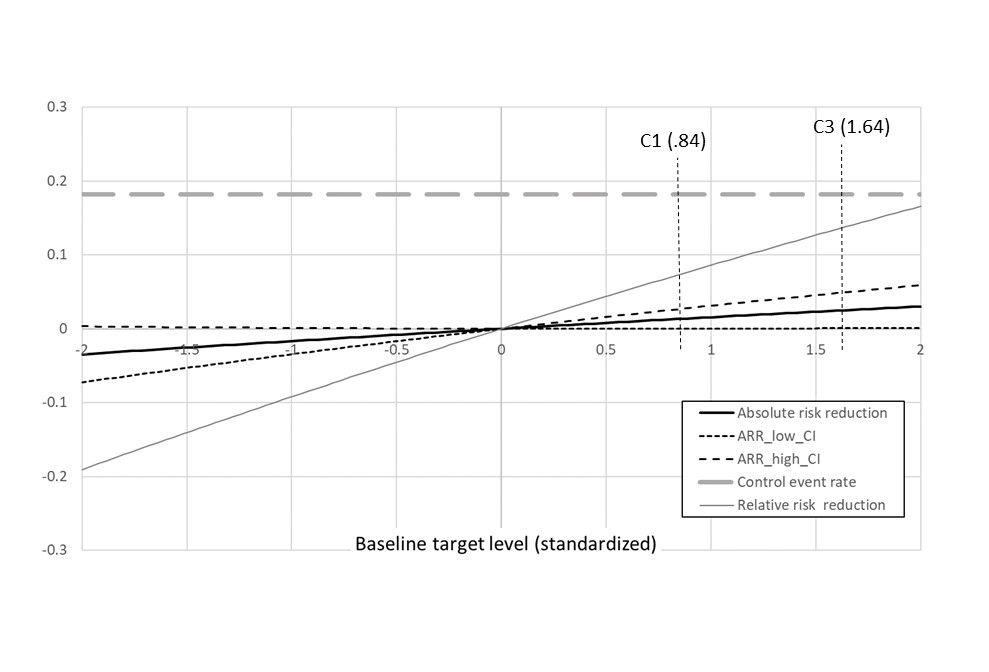 0.3
C3 (1.64)
C1 (.84)
0.2
0.1
0
-2
-1.5
-1
-0.5
0
0.5
1
1.5
2
-0.1
Absolute risk reduction
ARR_low_CI
ARR_high_CI
-0.2
Control event rate
Relative risk reduction
-0.3
Baseline target level (standardized)